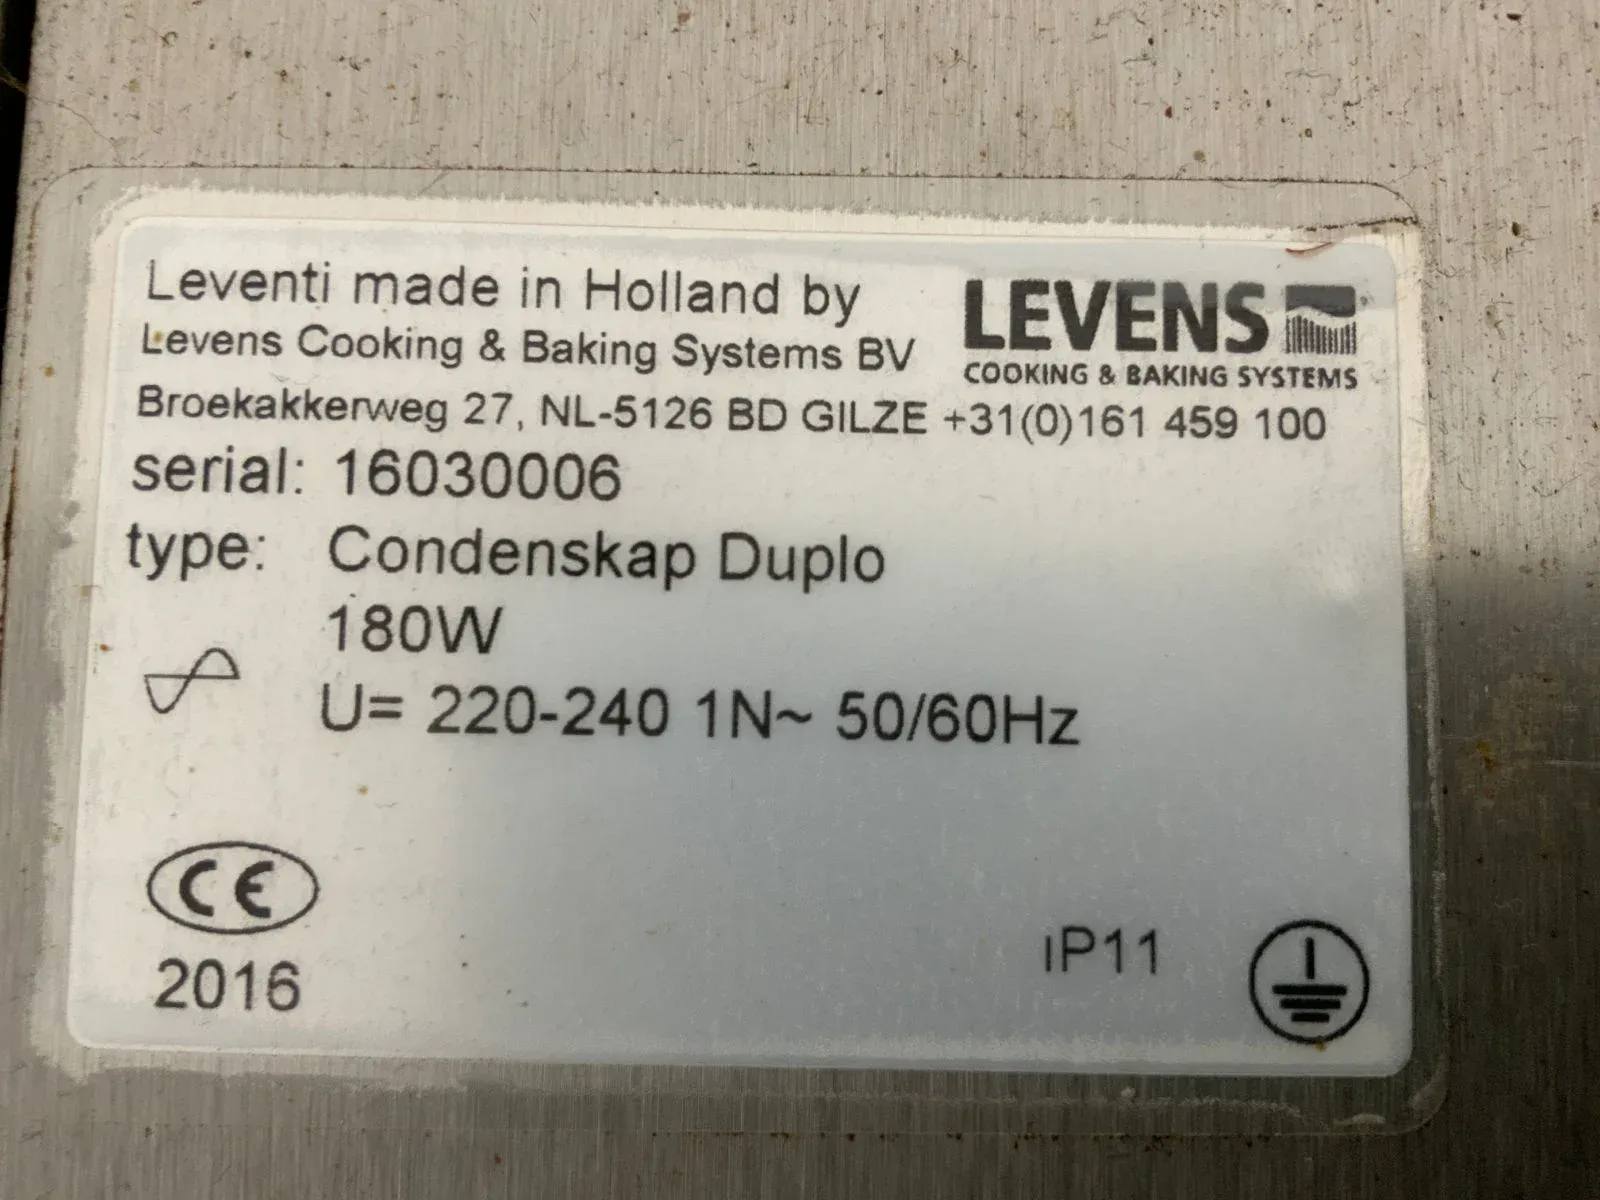 Leventi made in Holland by
Levens Cooking & Baking Systems BV
LEVENS
COOKING & BAKING SYSTEMS
Broekakkerweg 27, NL-5126 BD GILZE +31(0)161 459 100
serial: 16030006
type: Condenskap Duplo
180W
U= 220-240 1N~ 50/60Hz
CE
2016
iP11